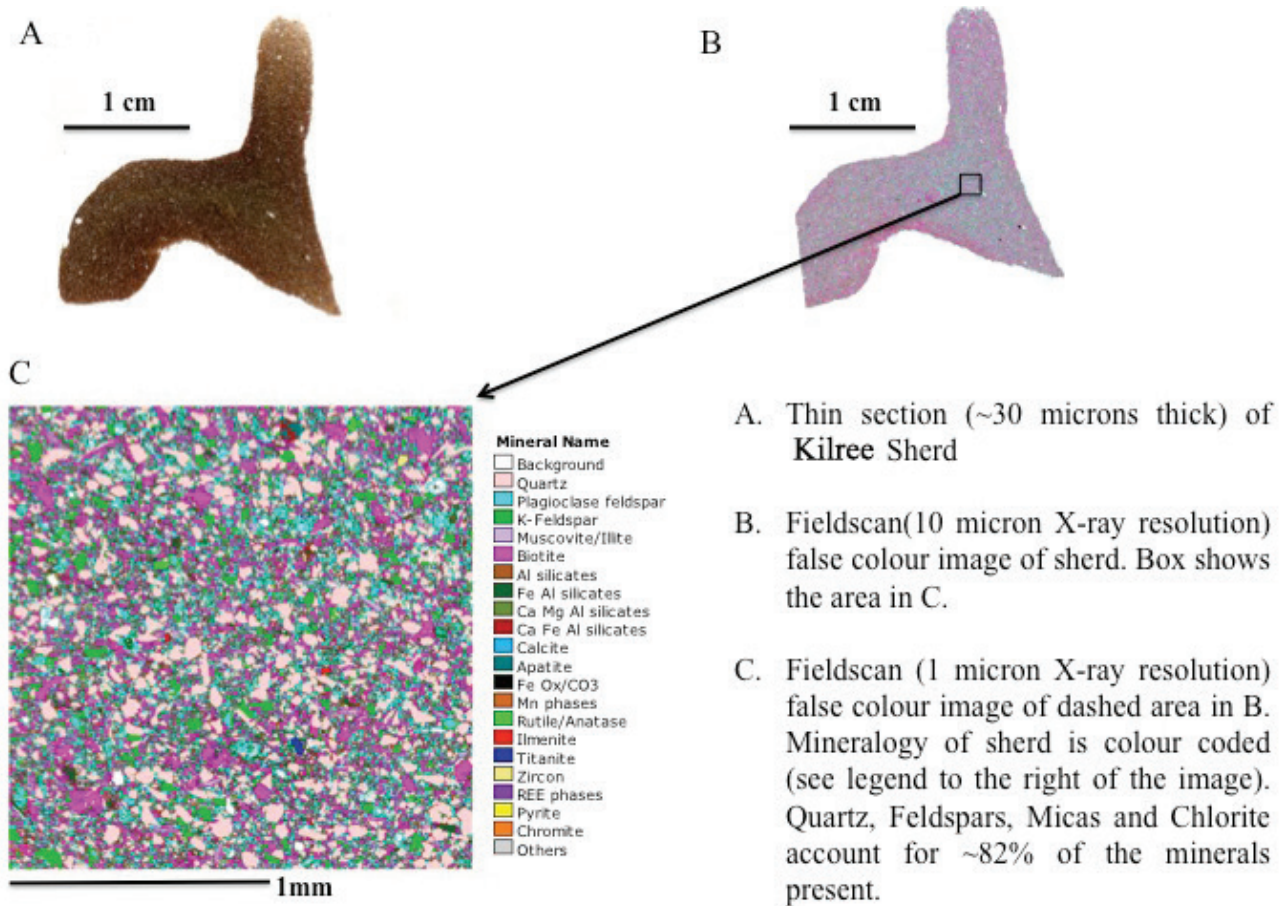 A
B
1 cm
1 cm
C
Mineral Name
Background
Quartz
Plagioclase feldspar
K-Feldspar
Muscovite/Illite
Biotite
Al silicates
Fe Al silicates
Ca Mg Al silicates
Ca Fe Al silicates
Calcite
Apatite
Fe Ox/CO3
Mn phases
Rutile/Anatase
Ilmenite
Titanite
Zircon
REE phases
Pyrite
Chromite
Others
1mm
A. Thin section (~30 microns thick) of
Kilree Sherd
B. Fieldscan(10 micron X-ray resolution)
false colour image of sherd. Box shows
the area in C.
C. Fieldscan (1 micron X-ray resolution)
false colour image of dashed area in B.
Mineralogy of sherd is colour coded
(see legend to the right of the image).
Quartz, Feldspars, Micas and Chlorite
account for ~82% of the minerals
present.